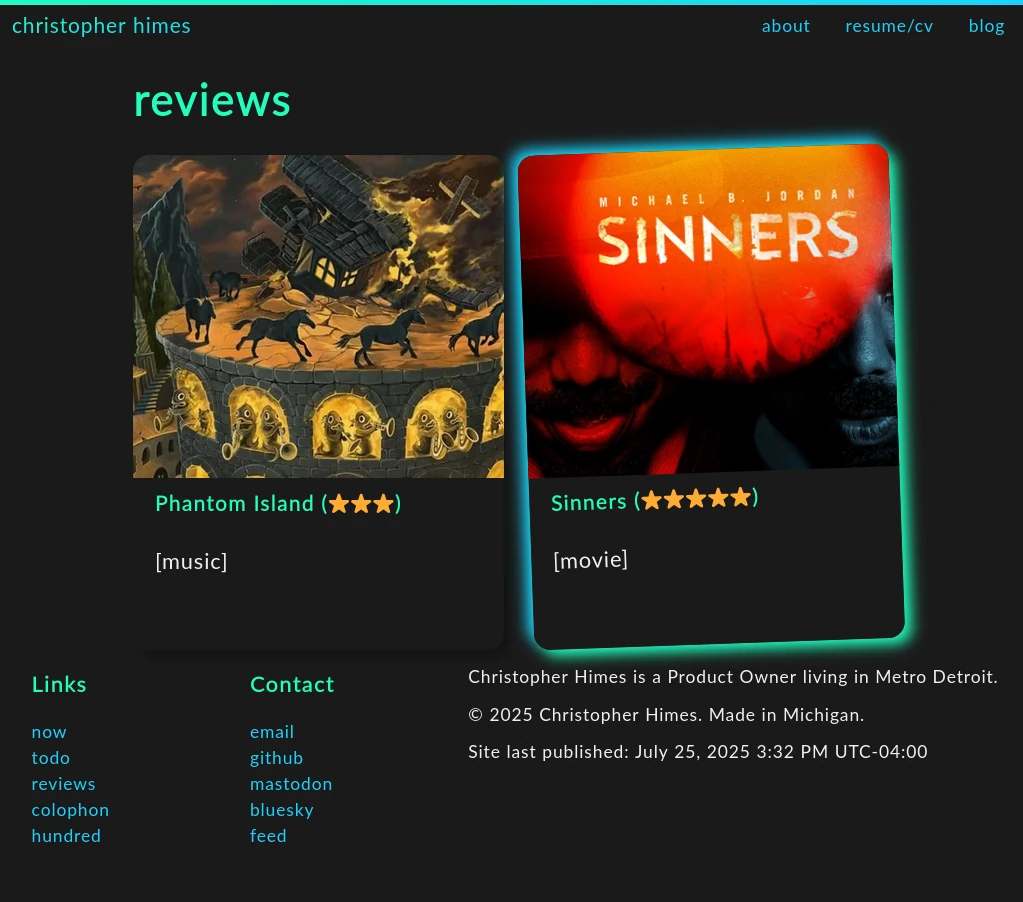 christopher himes
about
resume/cv
blog
reviews
MICHAEL B. JORDAN
SINNERS
Phantom Island (⭐⭐⭐)
[music]
Sinners (⭐⭐⭐⭐⭐)
[movie]
Links
now
todo
reviews
colophon
hundred
Contact
email
github
mastodon
bluesky
feed
Christopher Himes is a Product Owner living in Metro Detroit.
© 2025 Christopher Himes. Made in Michigan.
Site last published: July 25, 2025 3:32 PM UTC-04:00